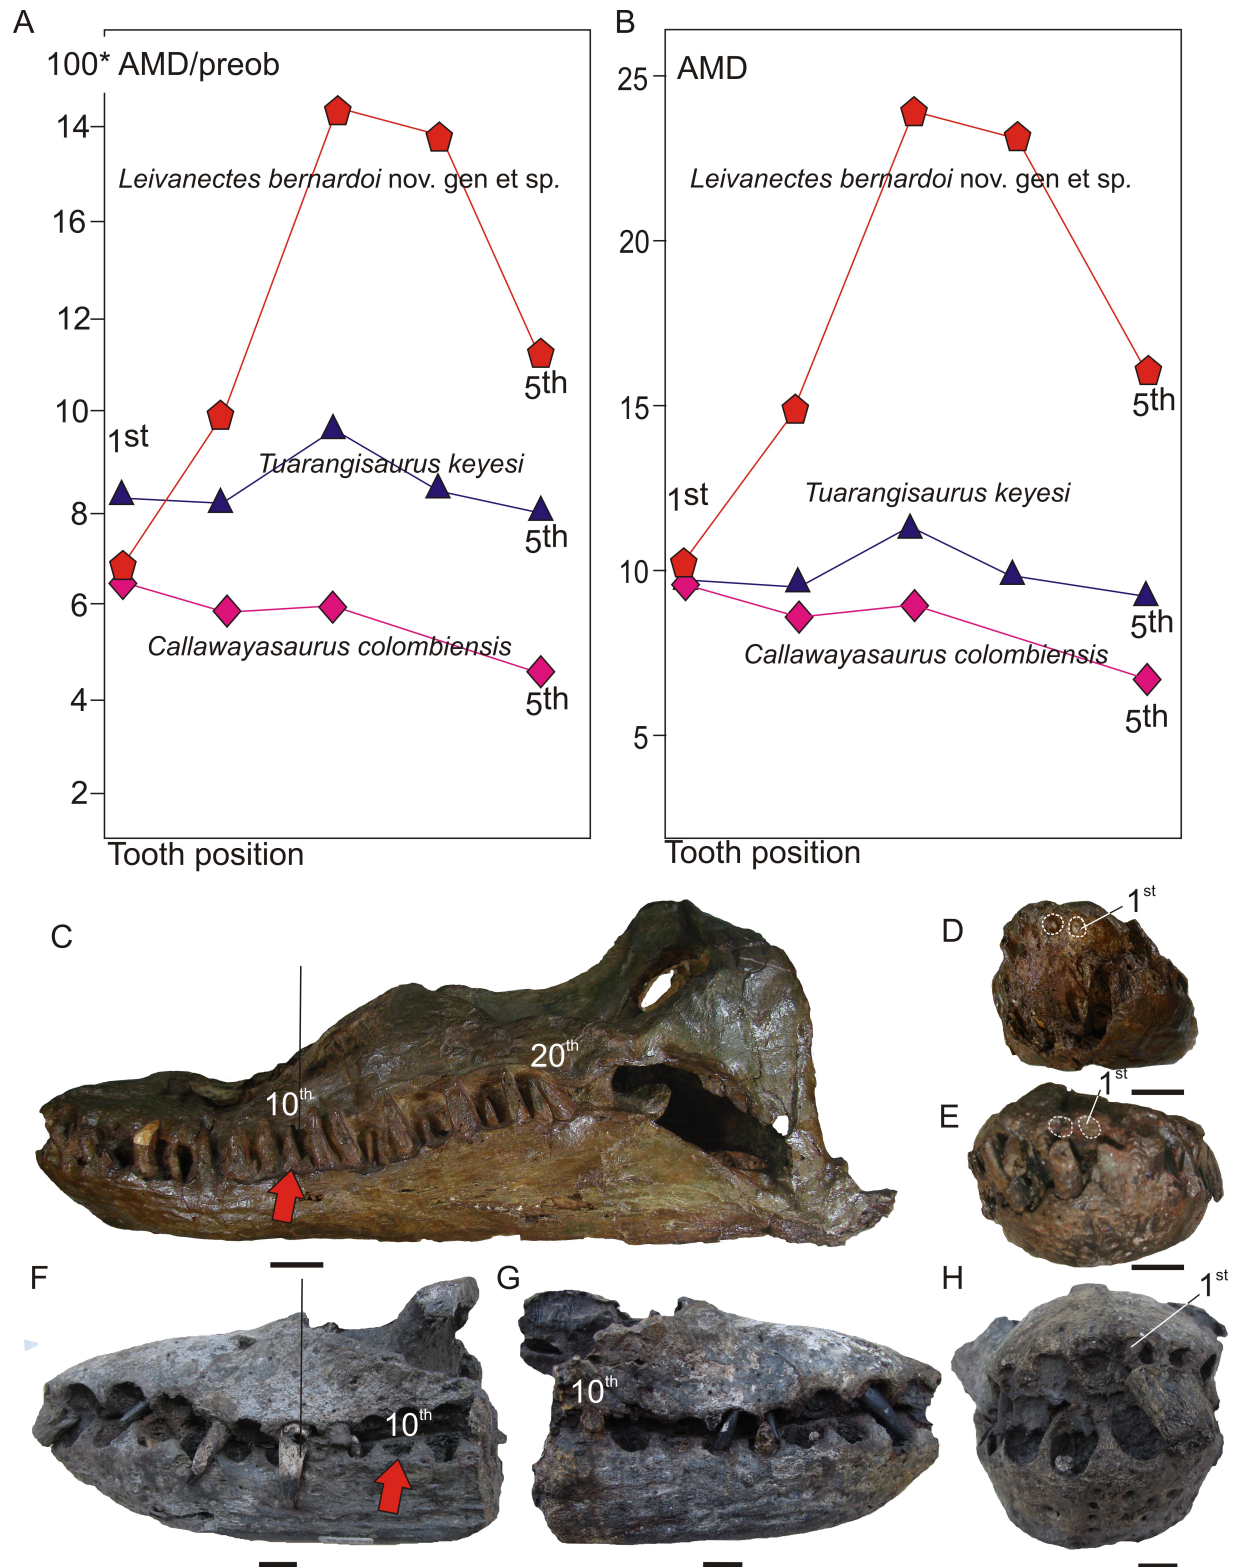 A
100* AMD/preob
14
Leivanectes bernardoi nov. gen et sp.
16
12
10
1st
5th
Tuarangisaurus keyesi
8
5th
6
Callawayasaurus colombiensis
5th
4
2
Tooth position
B
AMD
25
Leivanectes bernardoi nov. gen et sp.
20
15
5th
1st
Tuarangisaurus keyesi
10
5th
Callawayasaurus colombiensis
5th
5
Tooth position
C
10th
20th
D
1st
E
1st
F
10th
G
10th
H
1st